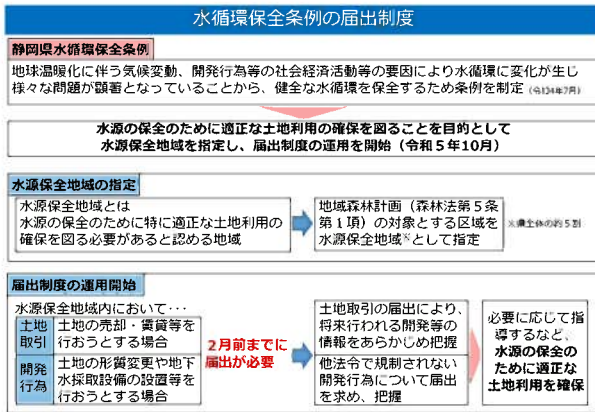 水循環保全条例の届出制度
静岡県水循環保全条例
地球温暖化に伴う気候変動、開発行為等の社会経済活動等の要因により水循環に変化が生じ
様々な問題が顕著となっていることから、健全な水循環を保全するため条例を制定（令和4年7月）
水源の保全のために適正な土地利用の確保を図ることを目的として
水源保全地域を指定し、届出制度の運用を開始（令和５年10月）
水源保全地域の指定
水源保全地域とは
水源の保全のために特に適正な土地利用の
確保を図る必要があると認める地域
地域森林計画（森林法第５条
第１項）の対象とする区域を
水源保全地域※として指定
※県全体の約５割
届出制度の運用開始
水源保全地域内において･･･
土地
取引
土地の売却・賃貸等を
行おうとする場合
開発
行為
土地の形質変更や地下
水採取設備の設置等を
行おうとする場合
２月前までに
届出が必要
土地取引の届出により、
将来行われる開発等の
情報をあらかじめ把握
他法令で規制されない
開発行為について届出
を求め、把握
必要に応じて指
導するなど、
水源の保全の
ために適正な
土地利用を確保